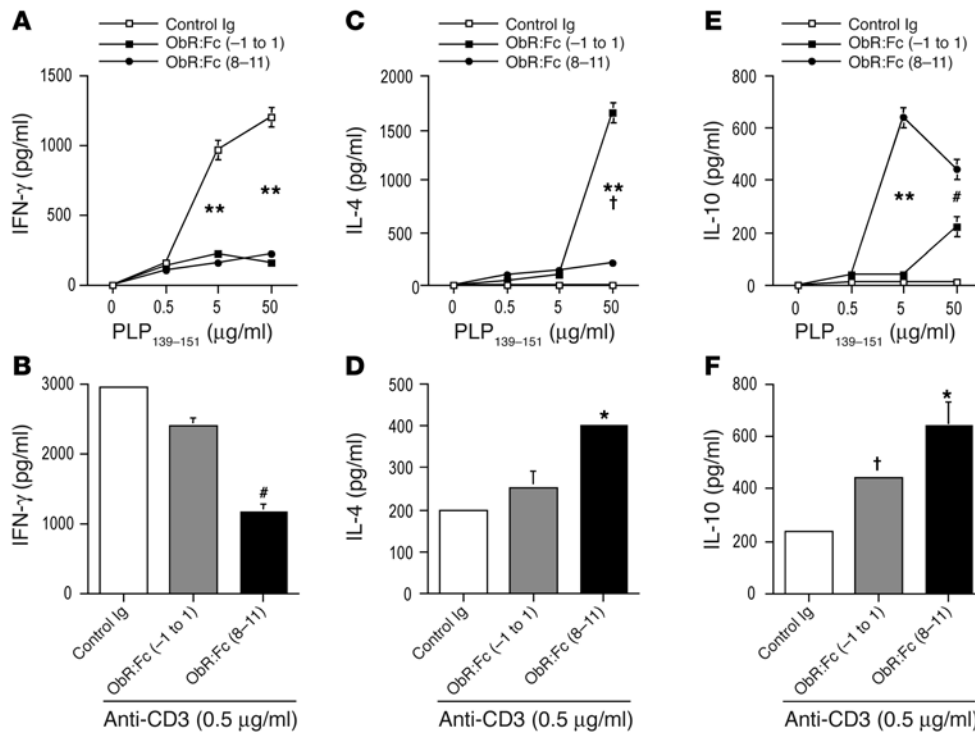 A
Control Ig
ObR:Fc (–1 to 1)
ObR:Fc (8–11)
1500
1000
500
0
IFN-γ (pg/ml)
**
**
0
0.5
5
50
PLP139–151 (μg/ml)
C
Control Ig
ObR:Fc (–1 to 1)
ObR:Fc (8–11)
2000
1500
1000
500
0
IL-4 (pg/ml)
**
†
0
0.5
5
50
PLP139–151 (μg/ml)
E
Control Ig
ObR:Fc (–1 to 1)
ObR:Fc (8–11)
800
600
400
200
0
IL-10 (pg/ml)
**
#
0
0.5
5
50
PLP139–151 (μg/ml)
B
3000
2000
1000
0
IFN-γ (pg/ml)
#
Control Ig
ObR:Fc (–1 to 1)
ObR:Fc (8–11)
Anti-CD3 (0.5 μg/ml)
D
500
400
300
200
100
0
IL-4 (pg/ml)
*
Control Ig
ObR:Fc (–1 to 1)
ObR:Fc (8–11)
Anti-CD3 (0.5 μg/ml)
F
800
600
400
200
0
IL-10 (pg/ml)
†
*
Control Ig
ObR:Fc (–1 to 1)
ObR:Fc (8–11)
Anti-CD3 (0.5 μg/ml)